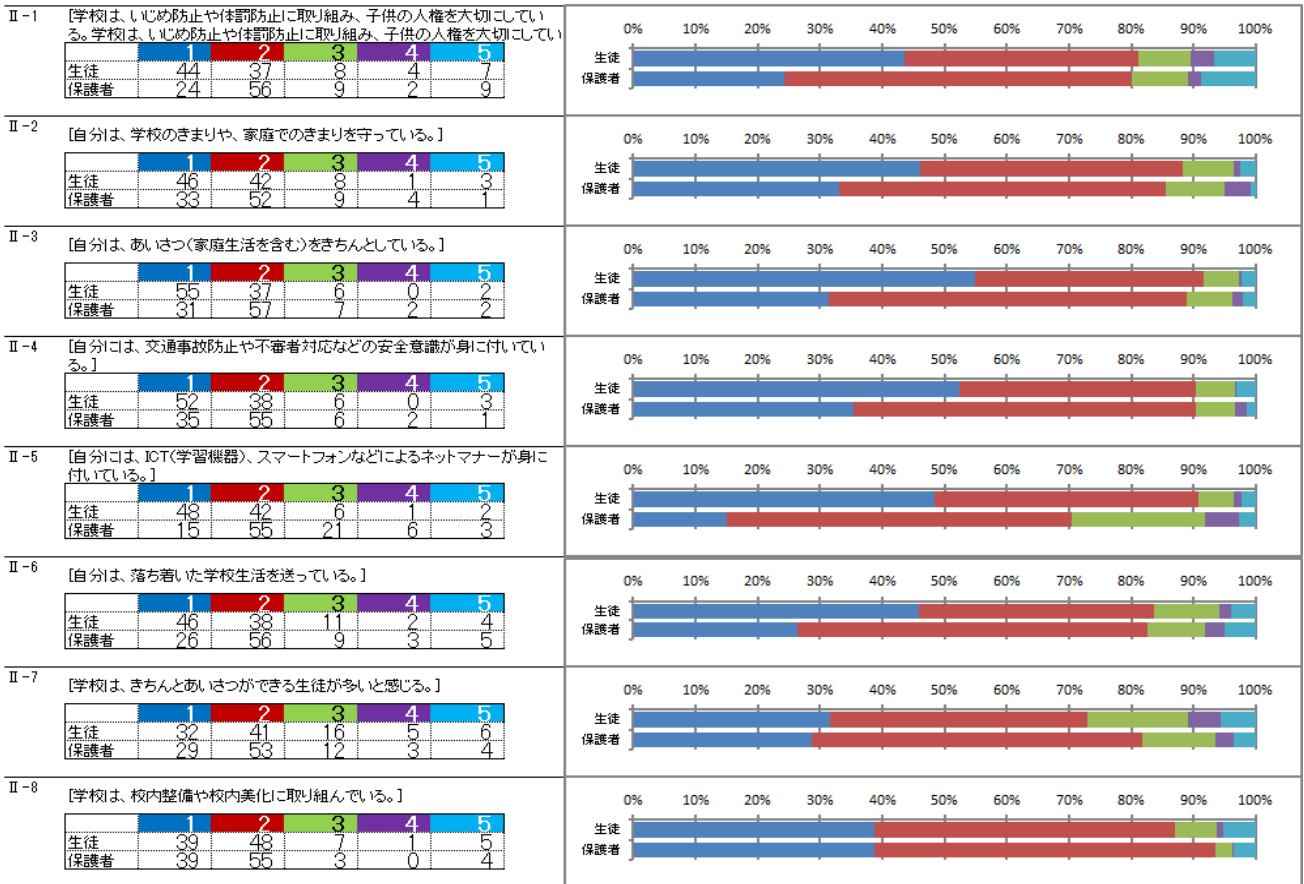 Ⅱ-1 [学校は、いじめ防止や体罰防止に取り組み、子供の人権を大切にしてい
る。学校は、いじめ防止や体罰防止に取り組み、子供の人権を大切にしてい
1 2 3 4 5
生徒 44 37 8 4 7
保護者 24 56 9 2 9
0% 10% 20% 30% 40% 50% 60% 70% 80% 90% 100%
生徒
保護者
Ⅱ-2 [自分は、学校のきまりや、家庭でのきまりを守っている。]
1 2 3 4 5
生徒 46 42 8 1 3
保護者 33 52 9 4 1
0% 10% 20% 30% 40% 50% 60% 70% 80% 90% 100%
生徒
保護者
Ⅱ-3 [自分は、あいさつ(家庭生活を含む)をきちんとしている。]
1 2 3 4 5
生徒 55 37 6 0 2
保護者 31 57 7 2 2
0% 10% 20% 30% 40% 50% 60% 70% 80% 90% 100%
生徒
保護者
Ⅱ-4 [自分には、交通事故防止や不審者対応などの安全意識が身に付いてい
る。]
1 2 3 4 5
生徒 52 38 6 0 3
保護者 35 55 6 2 1
0% 10% 20% 30% 40% 50% 60% 70% 80% 90% 100%
生徒
保護者
Ⅱ-5 [自分には、ICT(学習機器)、スマートフォンなどによるネットマナーが身に
付いている。]
1 2 3 4 5
生徒 48 42 6 1 2
保護者 15 55 21 6 3
0% 10% 20% 30% 40% 50% 60% 70% 80% 90% 100%
生徒
保護者
Ⅱ-6 [自分は、落ち着いた学校生活を送っている。]
1 2 3 4 5
生徒 46 38 11 2 4
保護者 26 56 9 3 5
0% 10% 20% 30% 40% 50% 60% 70% 80% 90% 100%
生徒
保護者
Ⅱ-7 [学校は、きちんとあいさつができる生徒が多いと感じる。]
1 2 3 4 5
生徒 32 41 16 5 6
保護者 29 53 12 3 4
0% 10% 20% 30% 40% 50% 60% 70% 80% 90% 100%
生徒
保護者
Ⅱ-8 [学校は、校内整備や校内美化に取り組んでいる。]
1 2 3 4 5
生徒 39 48 7 1 5
保護者 39 55 3 0 4
0% 10% 20% 30% 40% 50% 60% 70% 80% 90% 100%
生徒
保護者